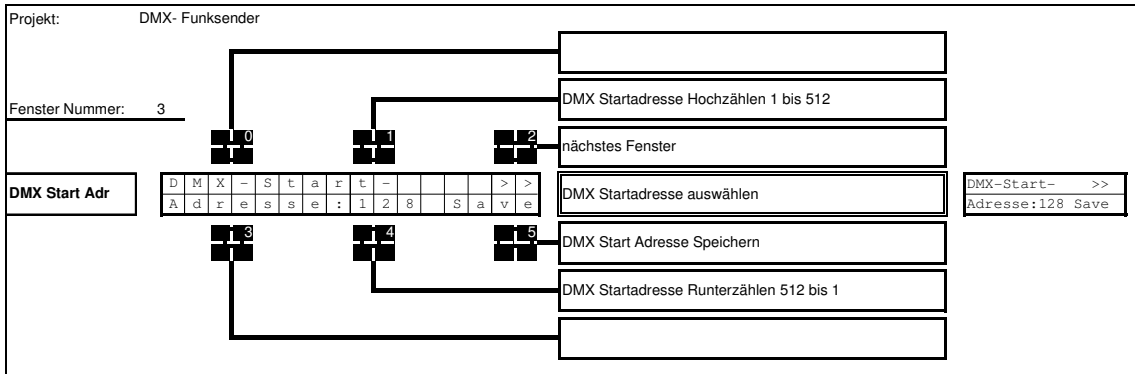 Projekt: DMX- Funksender
DMX Startadresse Hochzählen 1 bis 512
Fenster Nummer: 3
0 1 2
nächstes Fenster
DMX Start Adr
DMX-Start- >>
Adresse:128 Save
DMX Startadresse auswählen
DMX-Start- >>
Adresse:128 Save
3 4 5
DMX Start Adresse Speichern
DMX Startadresse Runterzählen 512 bis 1